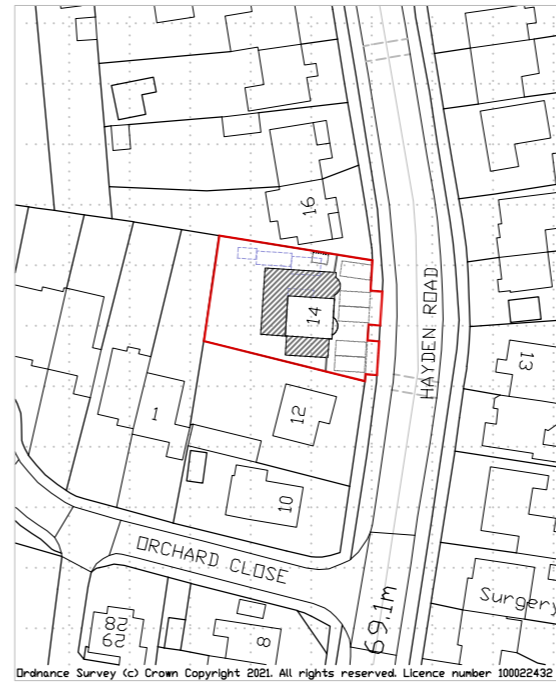 16
14
HAYDEN ROAD
13
12
1
10
ORCHARD CLOSE
Surgery
69.1m
28
29
8
Ordnance Survey (c) Crown Copyright 2021. All rights reserved. Licence number 100022432